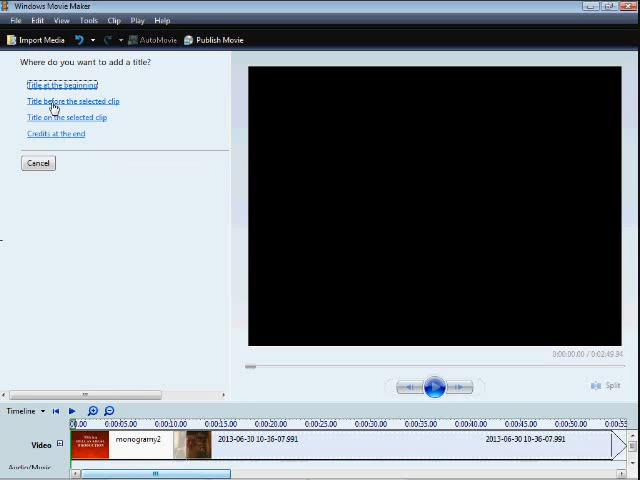 Windows Movie Maker
File Edit View Tools Clip Play Help
Import Media AutoMovie Publish Movie
Where do you want to add a title?
Title at the beginning
Title before the selected clip
Title on the selected clip
Credits at the end
Cancel
0:00:00.00 / 0:02:49.94
Split
Timeline
00.00 0:00:05.00 0:00:10.00 0:00:15.00 0:00:20.00 0:00:25.00 0:00:30.00 0:00:35.00 0:00:40.00 0:00:45.00 0:00:50.00 0:00:55
Video monogramy2 2013-06-30 10-36-07.991 2013-06-30 10-36-07.991
Audio/Music